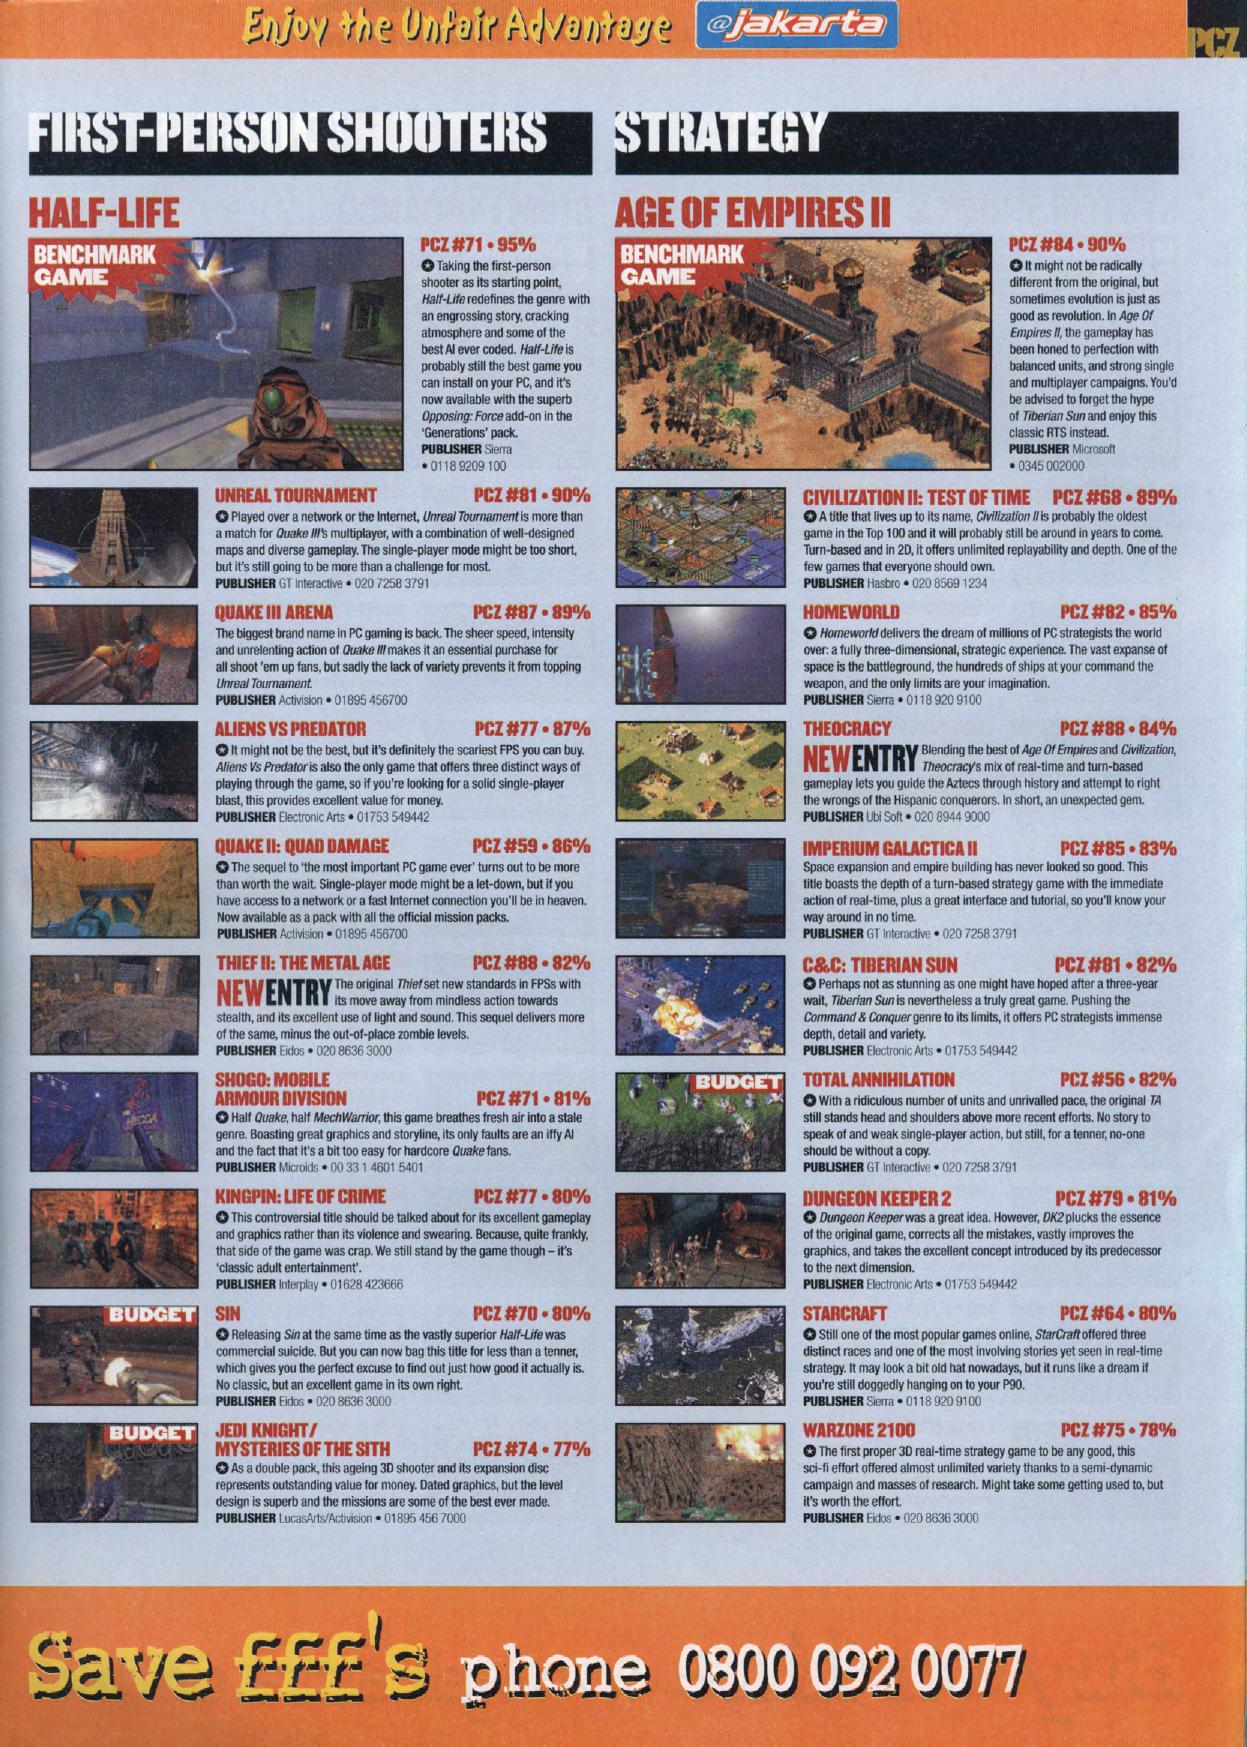 Enjoy the Unfair Advantage
@jakarta
PCZ
FIRST-PERSON SHOOTERS
HALF-LIFE
BENCHMARK
GAME
PCZ #71 • 95%
Taking the first-person
shooter as its starting point,
Half-Life redefines the genre with
an engrossing story, cracking
atmosphere and some of the
best AI ever coded. Half-Life is
probably still the best game you
can install on your PC, and it's
now available with the superb
Opposing: Force add-on in the
'Generations' pack.
PUBLISHER Sierra
• 0118 9209 100
UNREAL TOURNAMENT PCZ #81 • 90%
Played over a network or the Internet, Unreal Tournament is more than
a match for Quake III's multiplayer, with a combination of well-designed
maps and diverse gameplay. The single-player mode might be too short,
but it's still going to be more than a challenge for most.
PUBLISHER GT Interactive • 020 7258 3791
QUAKE III ARENA PCZ #87 • 89%
The biggest brand name in PC gaming is back. The sheer speed, intensity
and unrelenting action of Quake III makes it an essential purchase for
all shoot 'em up fans, but sadly the lack of variety prevents it from topping
Unreal Tournament.
PUBLISHER Activision • 01895 456700
ALIENS VS PREDATOR PCZ #77 • 87%
It might not be the best, but it's definitely the scariest FPS you can buy.
Aliens Vs Predator is also the only game that offers three distinct ways of
playing through the game, so if you're looking for a solid single-player
blast, this provides excellent value for money.
PUBLISHER Electronic Arts • 01753 549442
QUAKE II: QUAD DAMAGE PCZ #59 • 86%
The sequel to 'the most important PC game ever' turns out to be more
than worth the wait. Single-player mode might be a let-down, but if you
have access to a network or a fast Internet connection you'll be in heaven.
Now available as a pack with all the official mission packs.
PUBLISHER Activision • 01895 456700
THIEF II: THE METAL AGE PCZ #88 • 82%
NEW ENTRY The original Thief set new standards in FPSs with
its move away from mindless action towards
stealth, and its excellent use of light and sound. This sequel delivers more
of the same, minus the out-of-place zombie levels.
PUBLISHER Eidos • 020 8636 3000
SHOGO: MOBILE
ARMOUR DIVISION PCZ #71 • 81%
Half Quake, half MechWarrior, this game breathes fresh air into a stale
genre. Boasting great graphics and storyline, its only faults are an iffy AI
and the fact that it's a bit too easy for hardcore Quake fans.
PUBLISHER Microids • 00 33 1 4601 5401
KINGPIN: LIFE OF CRIME PCZ #77 • 80%
This controversial title should be talked about for its excellent gameplay
and graphics rather than its violence and swearing. Because, quite frankly,
that side of the game was crap. We still stand by the game though – it's
'classic adult entertainment'.
PUBLISHER Interplay • 01628 423666
BUDGET
SIN PCZ #70 • 80%
Releasing Sin at the same time as the vastly superior Half-Life was
commercial suicide. But you can now bag this title for less than a tenner,
which gives you the perfect excuse to find out just how good it actually is.
No classic, but an excellent game in its own right.
PUBLISHER Eidos • 020 8636 3000
BUDGET
JEDI KNIGHT/
MYSTERIES OF THE SITH PCZ #74 • 77%
As a double pack, this ageing 3D shooter and its expansion disc
represents outstanding value for money. Dated graphics, but the level
design is superb and the missions are some of the best ever made.
PUBLISHER LucasArts/Activision • 01895 456 7000
STRATEGY
AGE OF EMPIRES II
BENCHMARK
GAME
PCZ #84 • 90%
It might not be radically
different from the original, but
sometimes evolution is just as
good as revolution. In Age Of
Empires II, the gameplay has
been honed to perfection with
balanced units, and strong single
and multiplayer campaigns. You'd
be advised to forget the hype
of Tiberian Sun and enjoy this
classic RTS instead.
PUBLISHER Microsoft
• 0345 002000
CIVILIZATION II: TEST OF TIME PCZ #68 • 89%
A title that lives up to its name, Civilization II is probably the oldest
game in the Top 100 and it will probably still be around in years to come.
Turn-based and in 2D, it offers unlimited replayability and depth. One of the
few games that everyone should own.
PUBLISHER Hasbro • 020 8569 1234
HOMEWORLD PCZ #82 • 85%
Homeworld delivers the dream of millions of PC strategists the world
over: a fully three-dimensional, strategic experience. The vast expanse of
space is the battleground, the hundreds of ships at your command the
weapon, and the only limits are your imagination.
PUBLISHER Sierra • 0118 920 9100
THEOCRACY PCZ #88 • 84%
NEW ENTRY Blending the best of Age Of Empires and Civilization,
Theocracy's mix of real-time and turn-based
gameplay lets you guide the Aztecs through history and attempt to right
the wrongs of the Hispanic conquerors. In short, an unexpected gem.
PUBLISHER Ubi Soft • 020 8944 9000
IMPERIUM GALACTICA II PCZ #85 • 83%
Space expansion and empire building has never looked so good. This
title boasts the depth of a turn-based strategy game with the immediate
action of real-time, plus a great interface and tutorial, so you'll know your
way around in no time.
PUBLISHER GT Interactive • 020 7258 3791
C&C: TIBERIAN SUN PCZ #81 • 82%
Perhaps not as stunning as one might have hoped after a three-year
wait, Tiberian Sun is nevertheless a truly great game. Pushing the
Command & Conquer genre to its limits, it offers PC strategists immense
depth, detail and variety.
PUBLISHER Electronic Arts • 01753 549442
BUDGET
TOTAL ANNIHILATION PCZ #56 • 82%
With a ridiculous number of units and unrivalled pace, the original TA
still stands head and shoulders above more recent efforts. No story to
speak of and weak single-player action, but still, for a tenner, no-one
should be without a copy.
PUBLISHER GT Interactive • 020 7258 3791
DUNGEON KEEPER 2 PCZ #79 • 81%
Dungeon Keeper was a great idea. However, DK2 plucks the essence
of the original game, corrects all the mistakes, vastly improves the
graphics, and takes the excellent concept introduced by its predecessor
to the next dimension.
PUBLISHER Electronic Arts • 01753 549442
STARCRAFT PCZ #64 • 80%
Still one of the most popular games online, StarCraft offered three
distinct races and one of the most involving stories yet seen in real-time
strategy. It may look a bit old hat nowadays, but it runs like a dream if
you're still doggedly hanging on to your P90.
PUBLISHER Sierra • 0118 920 9100
WARZONE 2100 PCZ #75 • 78%
The first proper 3D real-time strategy game to be any good, this
sci-fi effort offered almost unlimited variety thanks to a semi-dynamic
campaign and masses of research. Might take some getting used to, but
it's worth the effort.
PUBLISHER Eidos • 020 8636 3000
Save £££'s phone 0800 092 0077